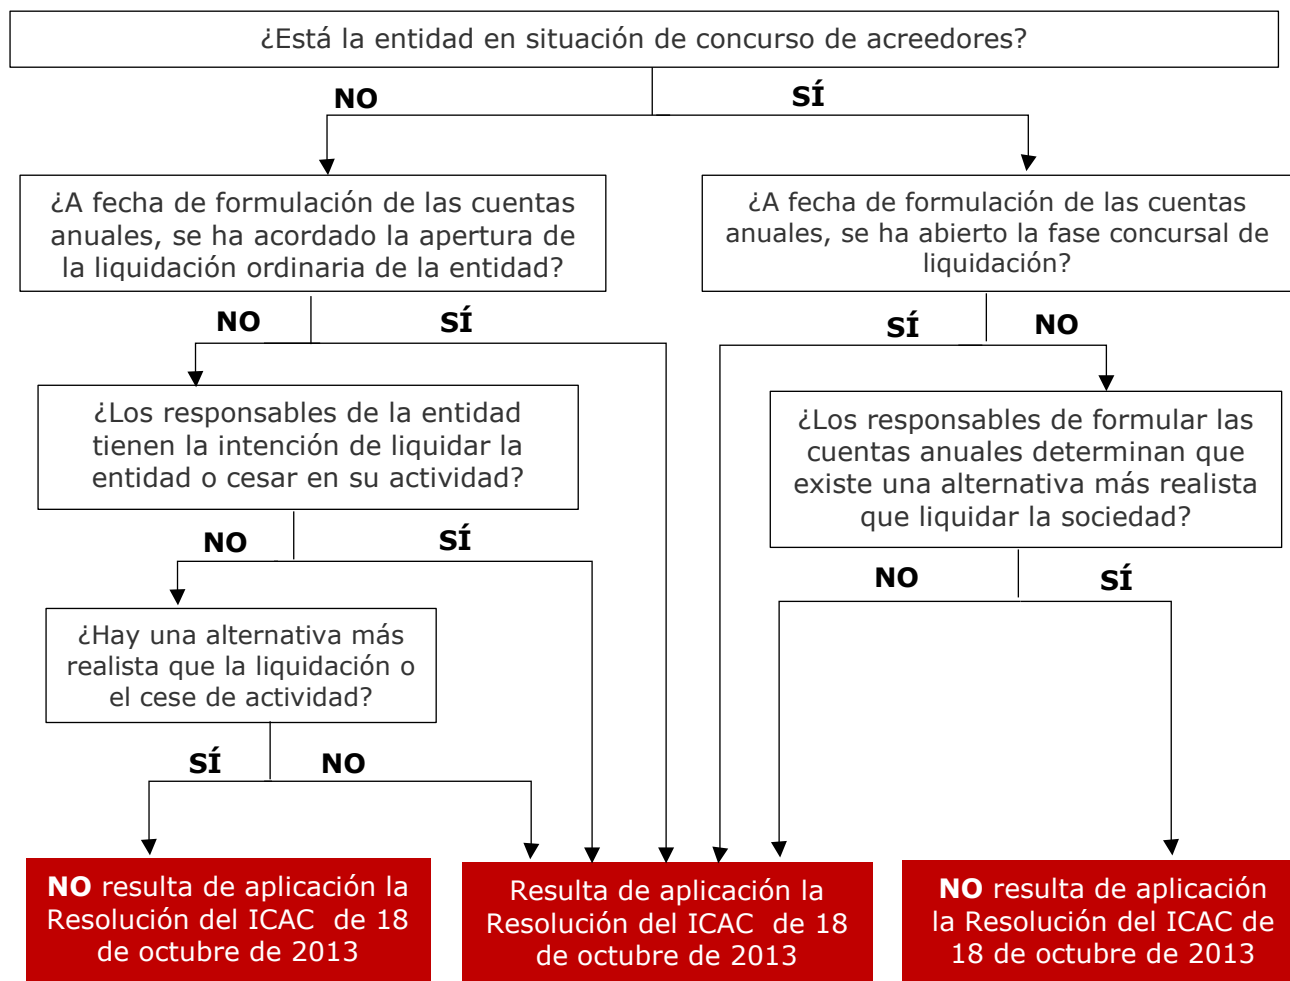 ¿Está la entidad en situación de concurso de acreedores?
NO
SÍ
¿A fecha de formulación de las cuentas
anuales, se ha acordado la apertura de
la liquidación ordinaria de la entidad?
¿A fecha de formulación de las cuentas
anuales, se ha abierto la fase concursal de
liquidación?
NO
SÍ
SÍ
NO
¿Los responsables de la entidad
tienen la intención de liquidar la
entidad o cesar en su actividad?
¿Los responsables de formular las
cuentas anuales determinan que
existe una alternativa más realista
que liquidar la sociedad?
NO
SÍ
NO
SÍ
¿Hay una alternativa más
realista que la liquidación o
el cese de actividad?
SÍ
NO
NO resulta de aplicación la
Resolución del ICAC de 18
de octubre de 2013
Resulta de aplicación la
Resolución del ICAC de 18
de octubre de 2013
NO resulta de aplicación
la Resolución del ICAC de
18 de octubre de 2013